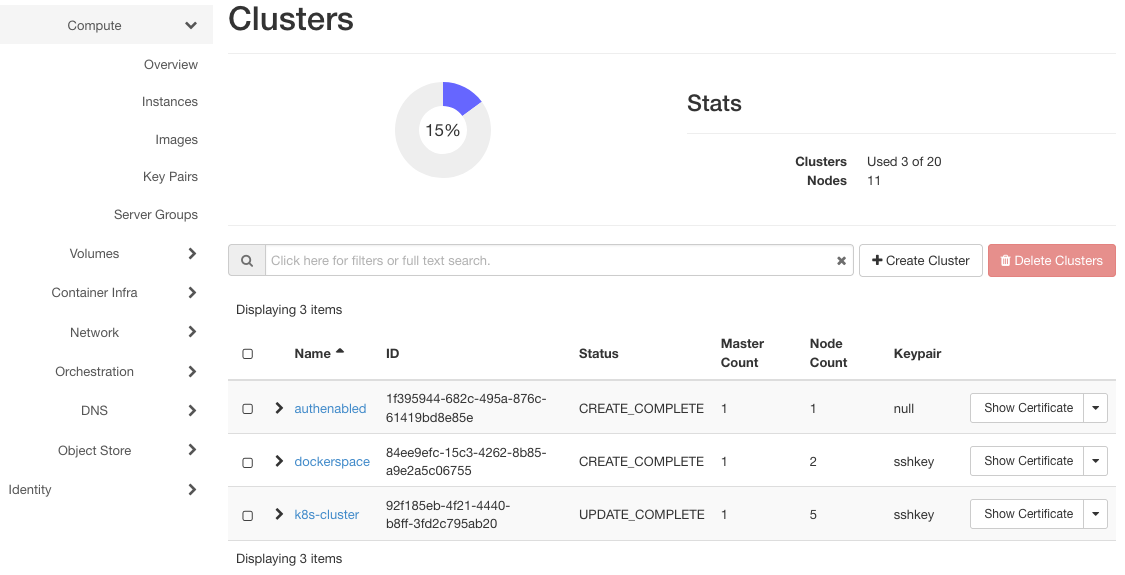 Compute
Overview
Instances
Images
Key Pairs
Server Groups
Volumes
Container Infra
Network
Orchestration
DNS
Object Store
Identity
Clusters
15%
Stats
Clusters Used 3 of 20
Nodes 11
Click here for filters or full text search.
Create Cluster
Delete Clusters
Displaying 3 items
Name ID Status Master Count Node Count Keypair
authenabled 1f395944-682c-495a-876c-61419bd8e85e CREATE_COMPLETE 1 1 null Show Certificate
dockerspace 84ee9efc-15c3-4262-8b85-a9e2a5c06755 CREATE_COMPLETE 1 2 sshkey Show Certificate
k8s-cluster 92f185eb-4f21-4440-b8ff-3fd2c795ab20 UPDATE_COMPLETE 1 5 sshkey Show Certificate
Displaying 3 items